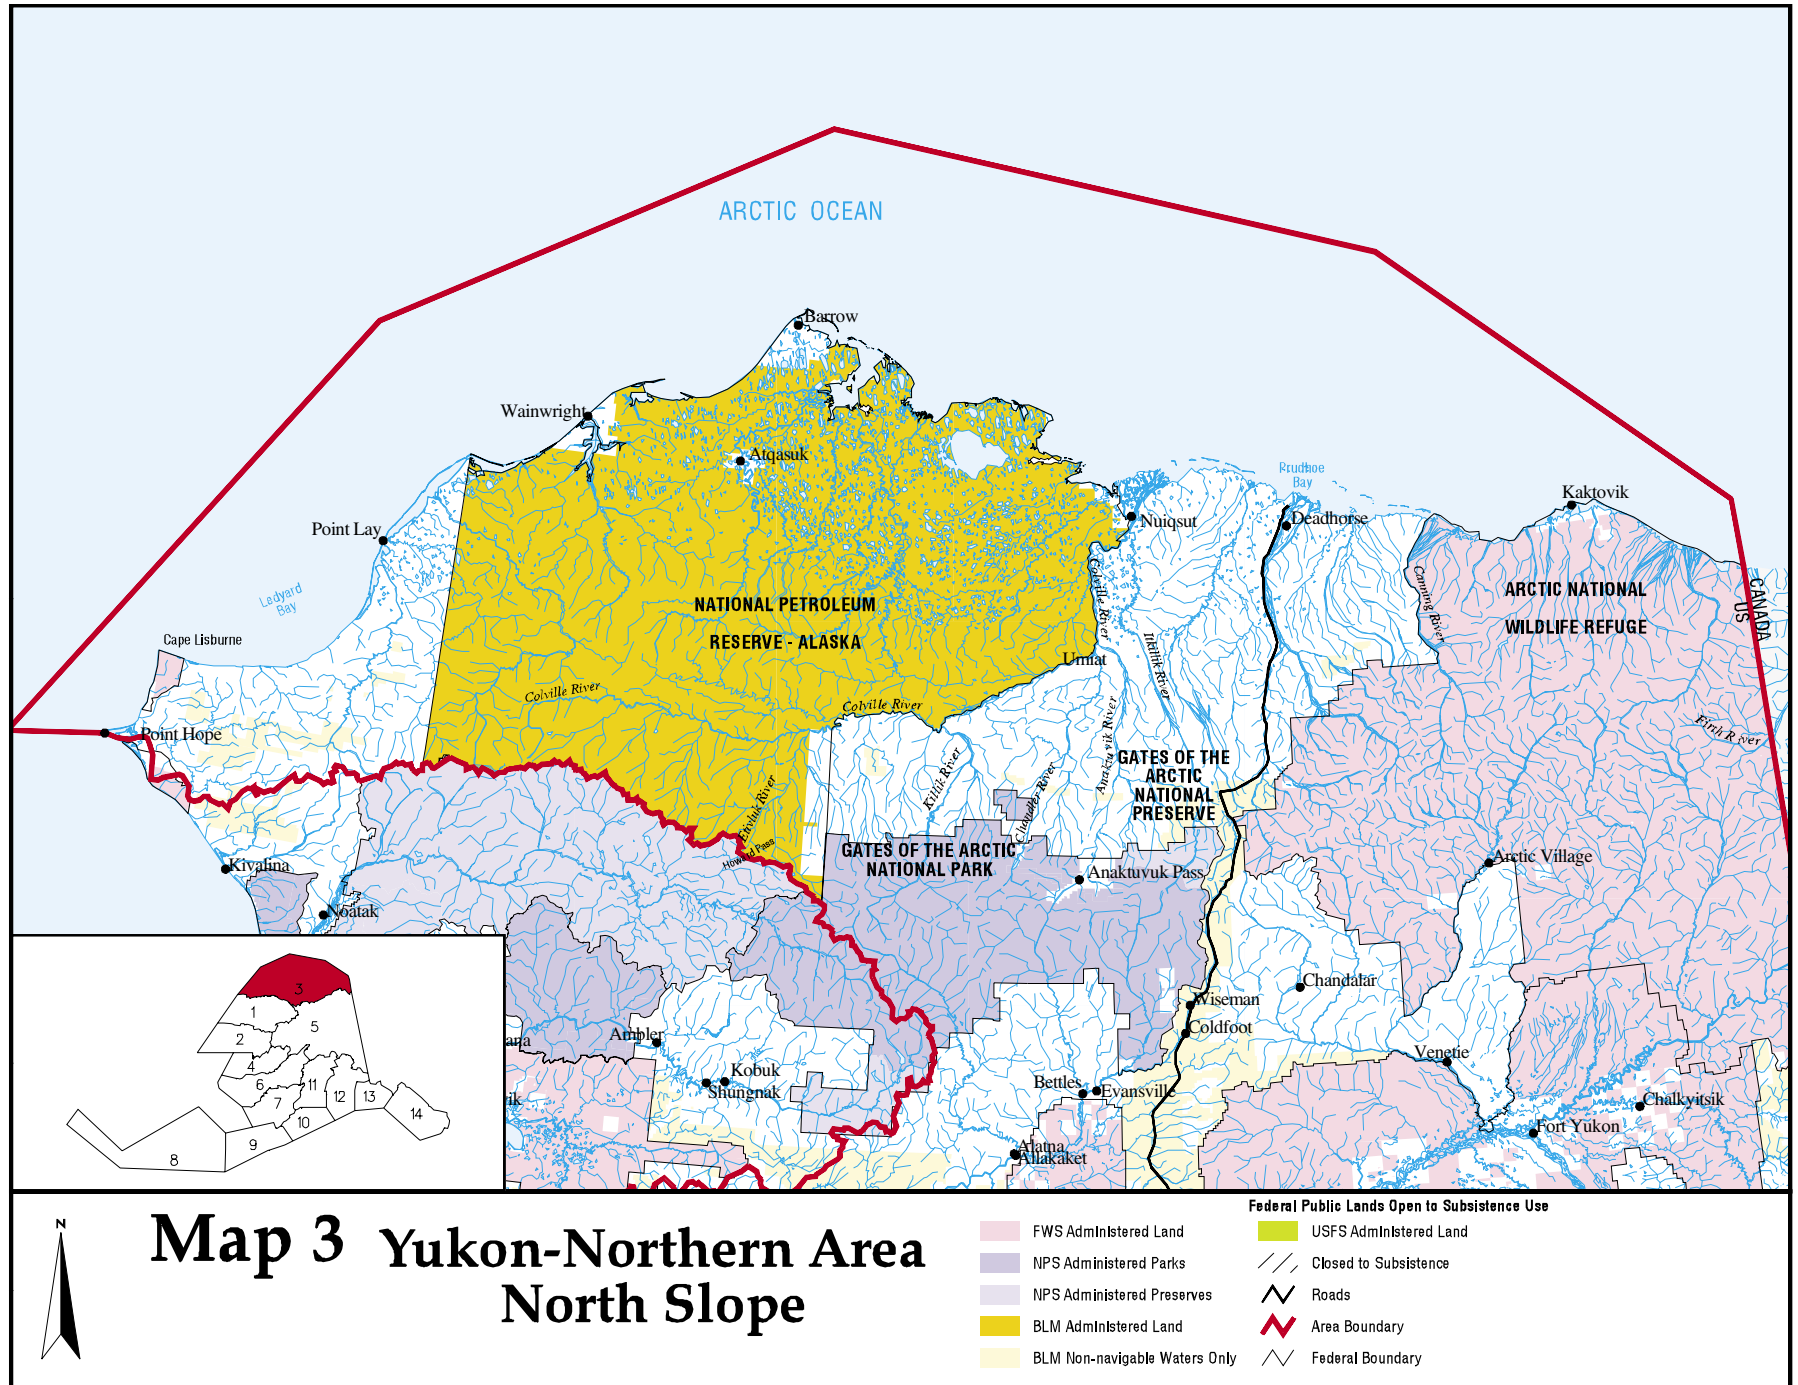 ARCTIC OCEAN
Barrow
Wainwright
Atqasuk
Prudhoe
Bay
Kaktovik
Point Lay
Nuiqsut
Deadhorse
Ledyard
Bay
Colville River
Canning River
ARCTIC NATIONAL
WILDLIFE REFUGE
CANADA
US
NATIONAL PETROLEUM
RESERVE - ALASKA
Cape Lisburne
Itkillik River
Umiat
Colville River
Colville River
Point Hope
Firth River
Anaktuvik River
Killik River
Chandler River
GATES OF THE
ARCTIC
NATIONAL
PRESERVE
Etivluk River
Howard Pass
GATES OF THE ARCTIC
NATIONAL PARK
Kivalina
Anaktuvuk Pass
Arctic Village
Noatak
Chandalar
Wiseman
Coldfoot
Ambler
ana
Venetie
Kobuk
Shungnak
Bettles
Evansville
vik
Chalkyitsik
Fort Yukon
Alatna
Allakaket
3
1
5
2
4
6
11
7
12
13
14
10
9
8
N
Map 3
Yukon-Northern Area
North Slope
Federal Public Lands Open to Subsistence Use
FWS Administered Land
USFS Administered Land
NPS Administered Parks
Closed to Subsistence
NPS Administered Preserves
Roads
BLM Administered Land
Area Boundary
BLM Non-navigable Waters Only
Federal Boundary